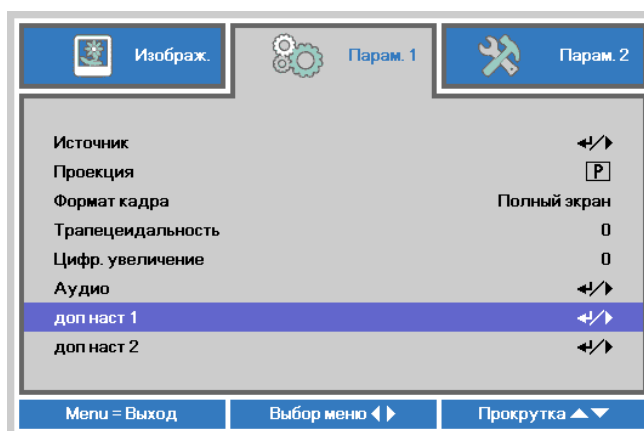 Изображ. Парам. 1 Парам. 2
Источник
Проекция P
Формат кадра Полный экран
Трапецеидальность 0
Цифр. увеличение 0
Аудио
доп наст 1
доп наст 2
Menu = Выход Выбор меню Прокрутка